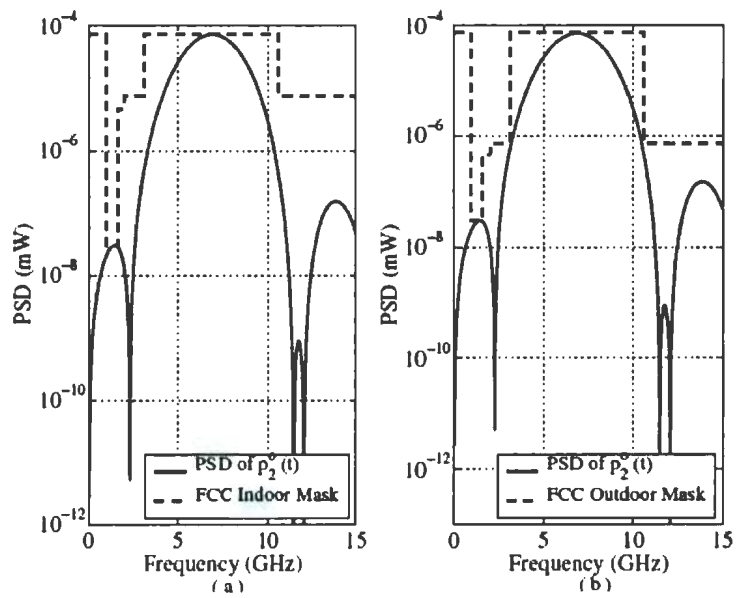 10⁻⁴
10⁻⁶
10⁻⁸
10⁻¹⁰
10⁻¹²
PSD (mW)
PSD of p₂°(t)
FCC Indoor Mask
0 5 10 15
Frequency (GHz)
(a)
10⁻⁴
10⁻⁶
10⁻⁸
10⁻¹⁰
10⁻¹²
PSD (mW)
PSD of p₂°(t)
FCC Outdoor Mask
0 5 10 15
Frequency (GHz)
(b)